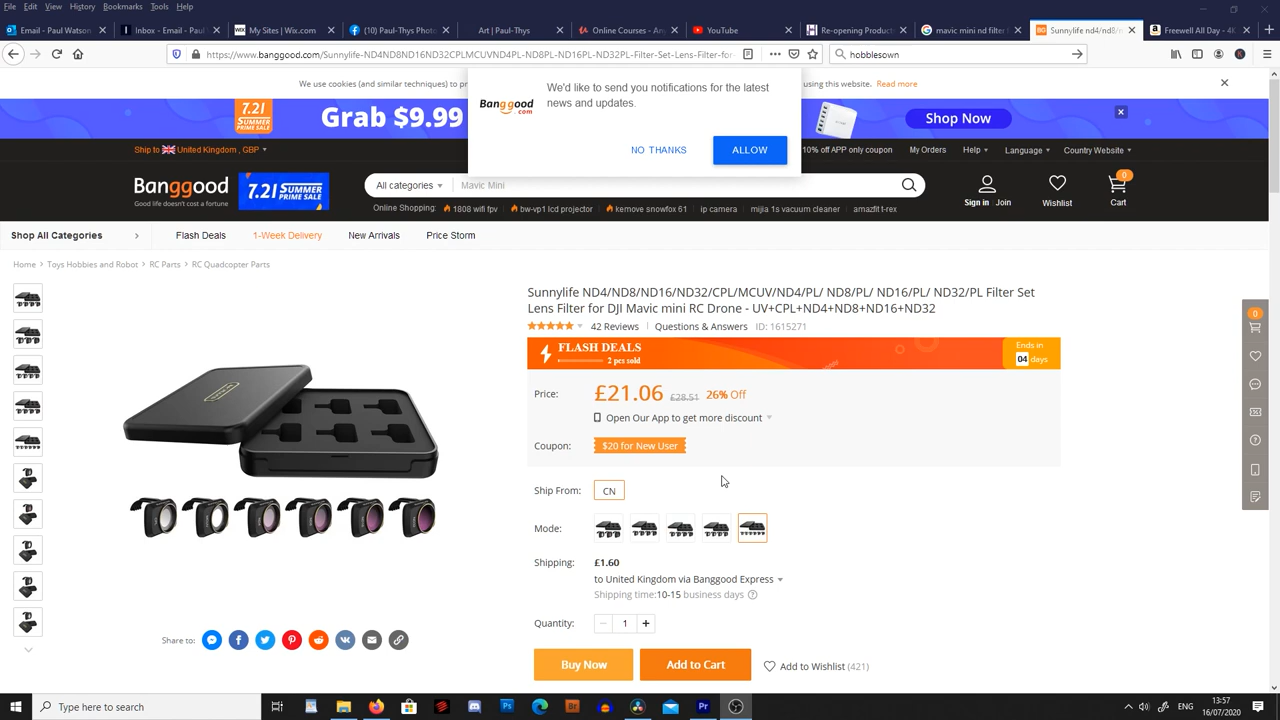 File Edit View History Bookmarks Tools Help
Email - Paul Watson
Inbox - Email - Paul
My Sites | Wix.com
(10) Paul-Thys Photos
Art | Paul-Thys
Online Courses - An
YouTube
Re-opening Product
mavic mini nd filter
Sunnylife nd4/nd8/
Freewell All Day - 4K
https://www.banggood.com/Sunnylife-ND4ND8ND16ND32CPLMCUVND4PL-ND8PL-ND16PL-ND32PL-Filter-Set-Lens-Filter-for-
hobblesown
We use cookies (and similar techniques) to
using this website. Read more
Banggood.com
We'd like to send you notifications for the latest
news and updates.
NO THANKS
ALLOW
7.21 SUMMER PRIME SALE
Grab $9.99
Shop Now
Ship to United Kingdom , GBP
10% off APP only coupon
My Orders
Help
Language
Country Website
Banggood
Good life doesn't cost a fortune
7.21 SUMMER PRIME SALE
All categories
Mavic Mini
Sign in Join
Wishlist
0
Cart
Online Shopping: 1808 wifi fpv bw-vp1 lcd projector kemove snowfox 61 ip camera mijia 1s vacuum cleaner amazfit t-rex
Shop All Categories
Flash Deals
1-Week Delivery
New Arrivals
Price Storm
Home > Toys Hobbies and Robot > RC Parts > RC Quadcopter Parts
Sunnylife ND4/ND8/ND16/ND32/CPL/MCUV/ND4/PL/ ND8/PL/ ND16/PL/ ND32/PL Filter Set
Lens Filter for DJI Mavic mini RC Drone - UV+CPL+ND4+ND8+ND16+ND32
42 Reviews
Questions & Answers
ID: 1615271
FLASH DEALS
2 pcs sold
Ends in
04 days
Price: £21.06 £28.51 26% Off
Open Our App to get more discount
Coupon: $20 for New User
Ship From: CN
Mode:
Shipping: £1.60
to United Kingdom via Banggood Express
Shipping time:10-15 business days
Quantity: − 1 +
Buy Now
Add to Cart
Add to Wishlist (421)
Share to:
0
Type here to search
ENG
13:57
16/07/2020